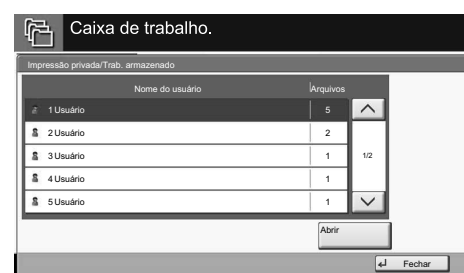 Caixa de trabalho.
Impressão privada/Trab. armazenado
Nome do usuário Arquivos
1 Usuário 5
2 Usuário 2
3 Usuário 1
1/2
4 Usuário 1
5 Usuário 1
Abrir
Fechar